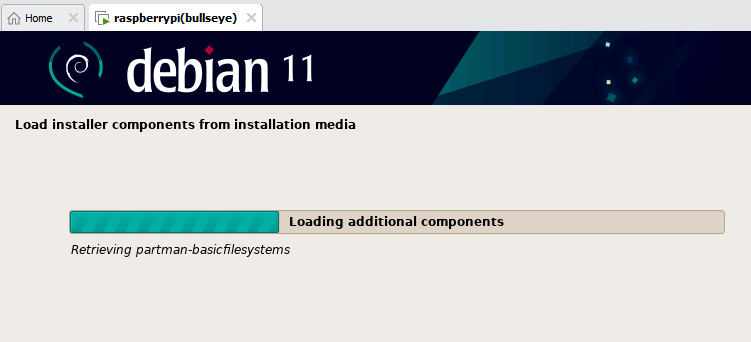 Home
raspberrypi(bullseye)
debian 11
Load installer components from installation media
Loading additional components
Retrieving partman-basicfilesystems